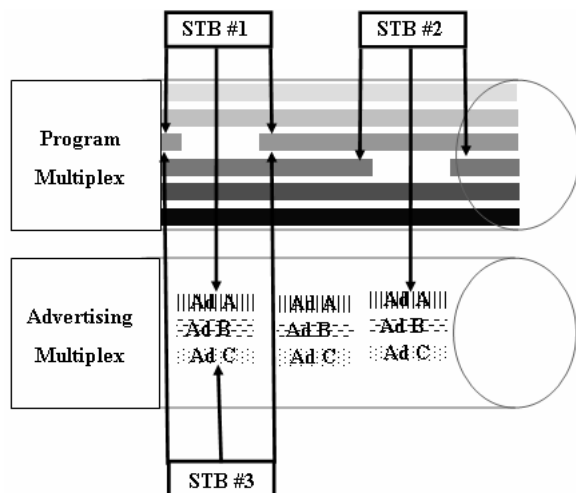 STB #1
STB #2
Program
Multiplex
Advertising
Multiplex
Ad A
Ad B
Ad C
Ad A
Ad B
Ad C
Ad A
Ad B
Ad C
STB #3